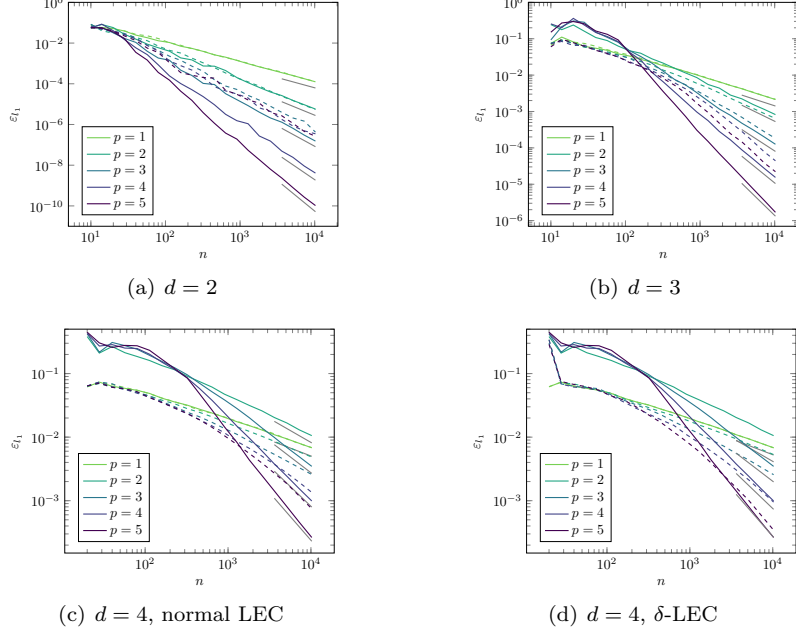 10^0
10^-2
10^-4
10^-6
10^-8
10^-10
ε_{l_1}
p = 1
p = 2
p = 3
p = 4
p = 5
10^1
10^2
10^3
10^4
n
(a) d = 2
10^0
10^-1
10^-2
10^-3
10^-4
10^-5
10^-6
ε_{l_1}
p = 1
p = 2
p = 3
p = 4
p = 5
10^1
10^2
10^3
10^4
n
(b) d = 3
10^-1
10^-2
10^-3
ε_{l_1}
p = 1
p = 2
p = 3
p = 4
p = 5
10^2
10^3
10^4
n
(c) d = 4, normal LEC
10^-1
10^-2
10^-3
ε_{l_1}
p = 1
p = 2
p = 3
p = 4
p = 5
10^2
10^3
10^4
n
(d) d = 4, δ-LEC